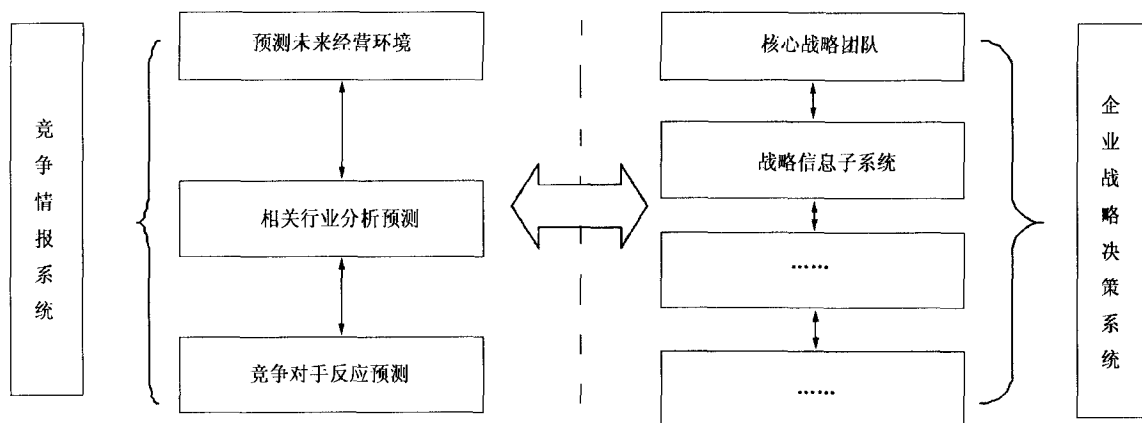 竞争情报系统
预测未来经营环境
相关行业分析预测
竞争对手反应预测
核心战略团队
战略信息子系统
……
……
企业战略决策系统